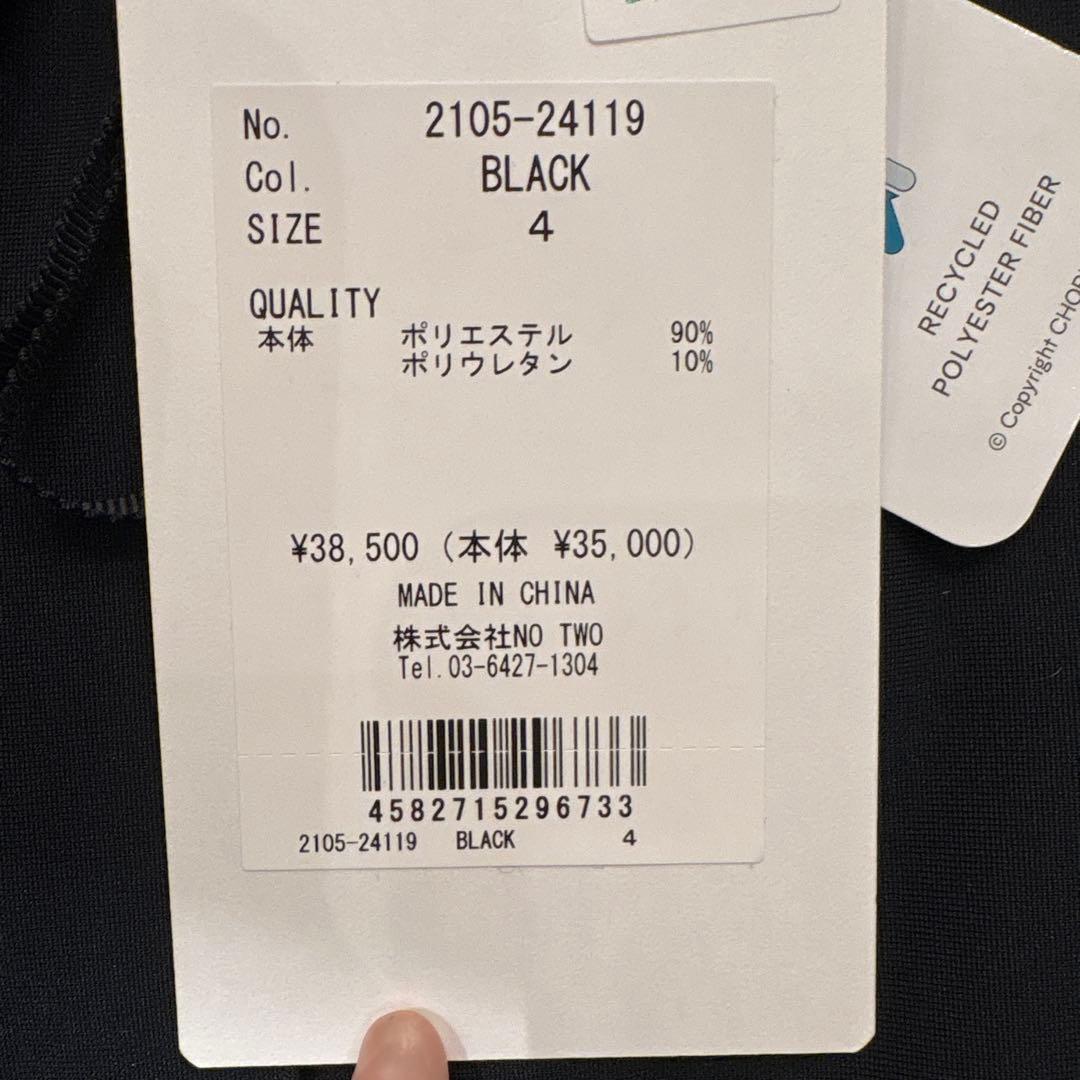 No. 2105-24119
Col. BLACK
SIZE 4
QUALITY
本体 ポリエステル 90%
ポリウレタン 10%
¥38,500 (本体 ¥35,000)
MADE IN CHINA
株式会社NO TWO
Tel.03-6427-1304
4582715296733
2105-24119 BLACK 4
RECYCLED
POLYESTER FIBER
© Copyright